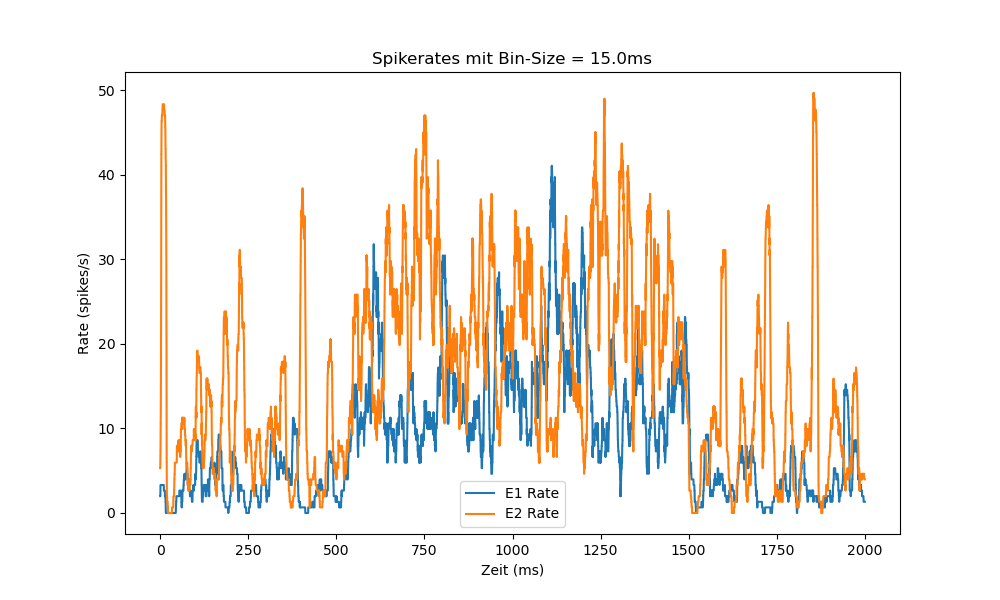 Spikerates mit Bin-Size = 15.0ms
50
40
30
20
10
0
Rate (spikes/s)
E1 Rate
E2 Rate
0 250 500 750 1000 1250 1500 1750 2000
Zeit (ms)